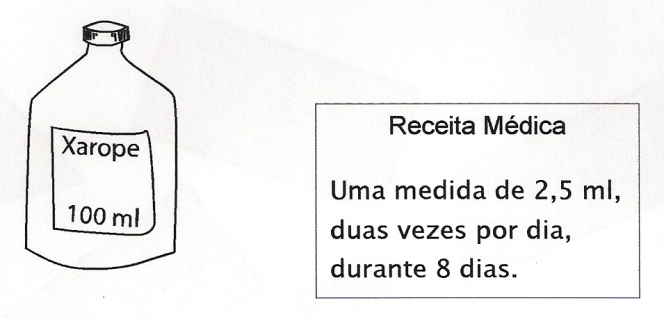 Xarope
100 ml
Receita Médica
Uma medida de 2,5 ml,
duas vezes por dia,
durante 8 dias.